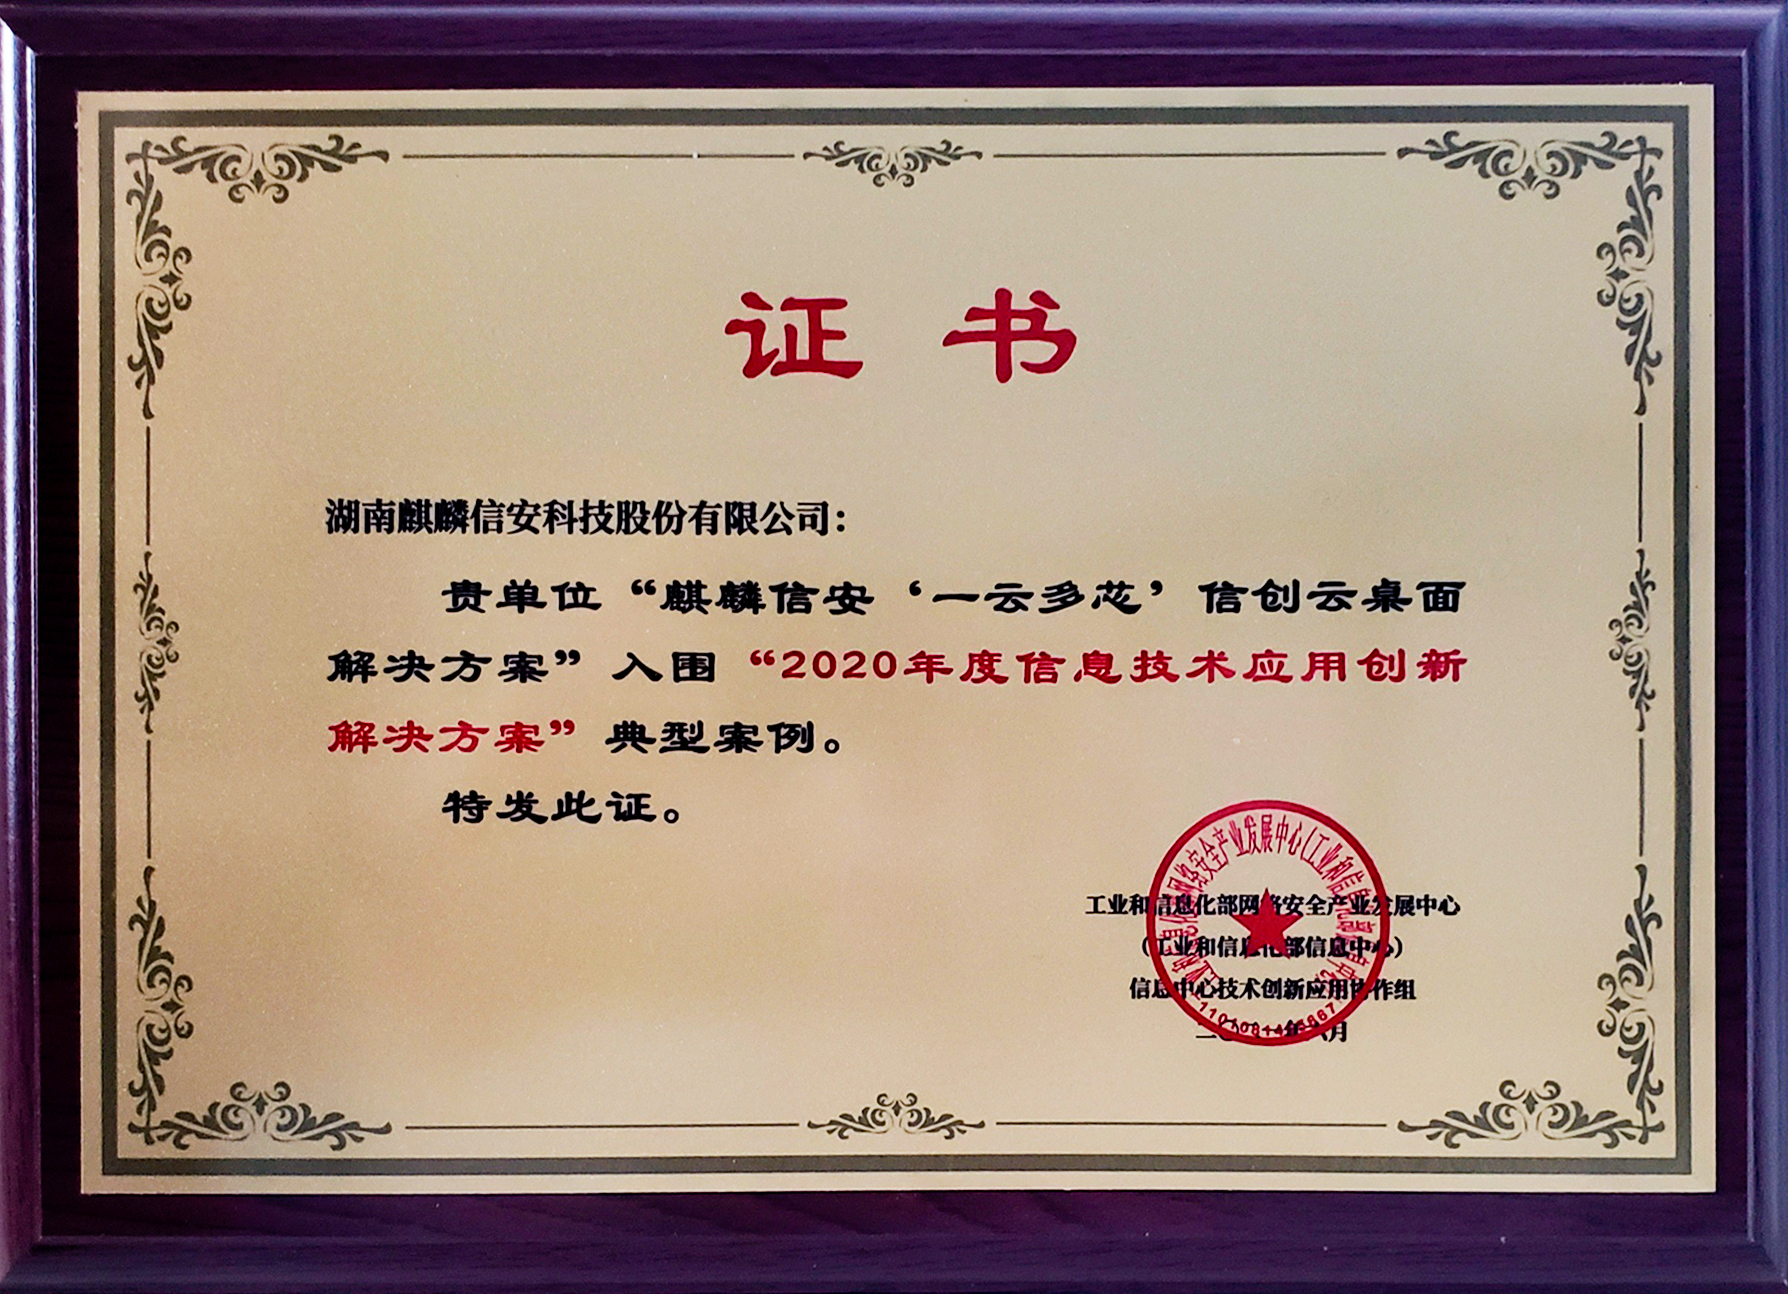 证书
湖南麒麟信安科技股份有限公司：
贵单位“麒麟信安‘一云多芯’信创云桌面
解决方案”入围“2020年度信息技术应用创新
解决方案”典型案例。
特发此证。
工业和信息化部网络安全产业发展中心
（工业和信息化部信息中心）
信息中心技术创新应用协作组
年六月